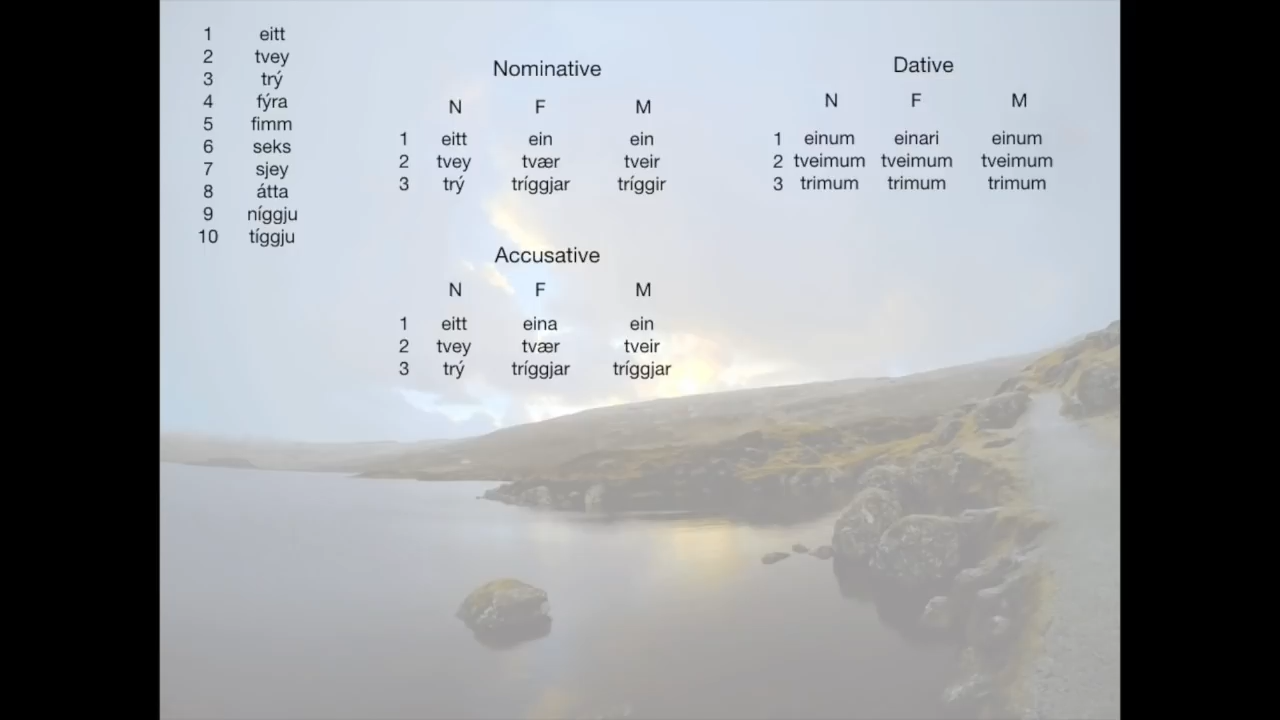 1 eitt
2 tvey
3 trý
4 fýra
5 fimm
6 seks
7 sjey
8 átta
9 níggju
10 tíggju
Nominative
N F M
1 eitt ein ein
2 tvey tvær tveir
3 trý tríggjar tríggir
Accusative
N F M
1 eitt eina ein
2 tvey tvær tveir
3 trý tríggjar tríggjar
Dative
N F M
1 einum einari einum
2 tveimum tveimum tveimum
3 trimum trimum trimum